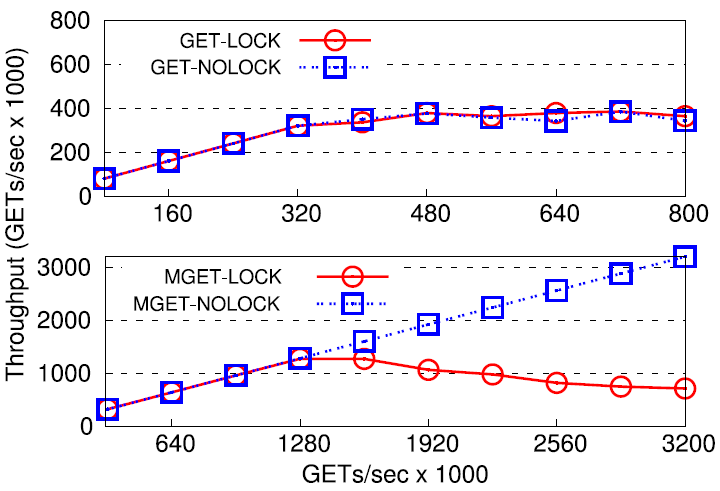 Throughput (GETs/sec x 1000)
800
600
400
200
0
GET-LOCK
GET-NOLOCK
160 320 480 640 800
3000
2000
1000
0
MGET-LOCK
MGET-NOLOCK
640 1280 1920 2560 3200
GETs/sec x 1000